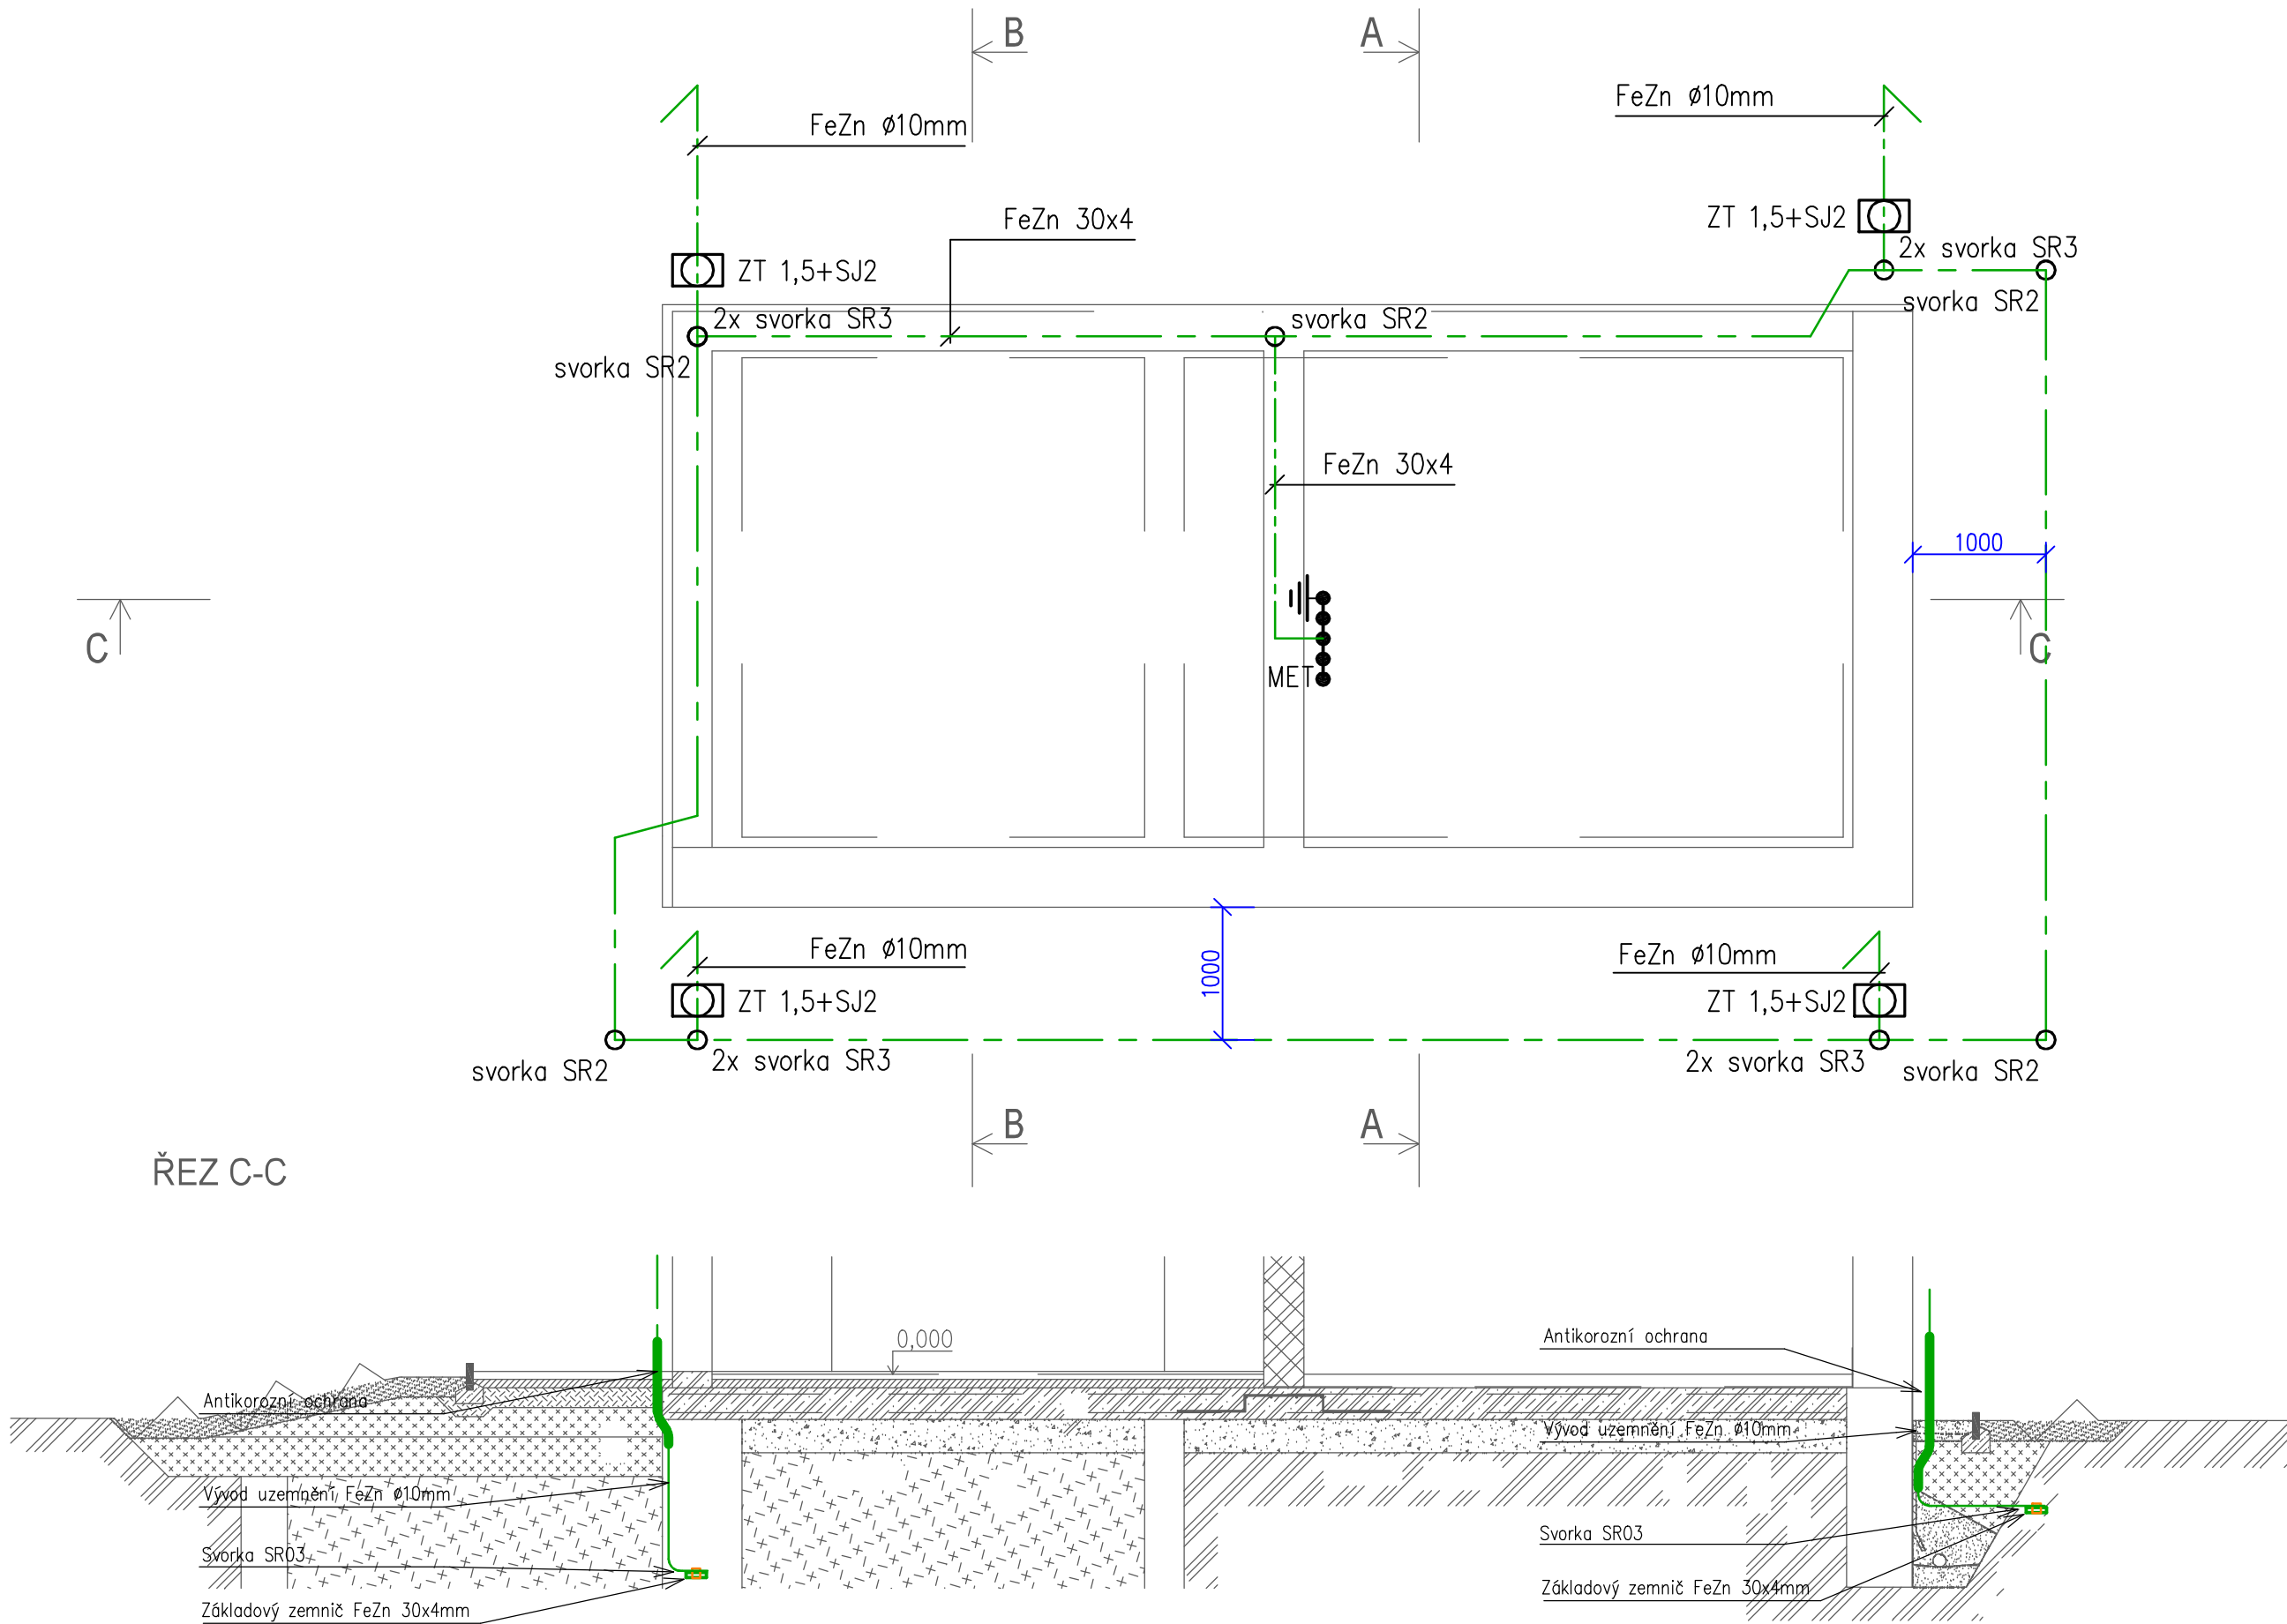 B
A
FeZn ø10mm
FeZn ø10mm
FeZn 30x4
ZT 1,5+SJ2
2x svorka SR3
ZT 1,5+SJ2
svorka SR2
2x svorka SR3
svorka SR2
svorka SR2
FeZn 30x4
1000
C
C
MET
FeZn ø10mm
FeZn ø10mm
1000
ZT 1,5+SJ2
ZT 1,5+SJ2
svorka SR2
2x svorka SR3
2x svorka SR3
svorka SR2
B
A
ŘEZ C-C
0,000
Antikorozní ochrana
Antikorozní ochrana
Vývod uzemnění FeZn ø10mm
Vývod uzemnění FeZn ø10mm
Svorka SR03
Svorka SR03
Základový zemnič FeZn 30x4mm
Základový zemnič FeZn 30x4mm